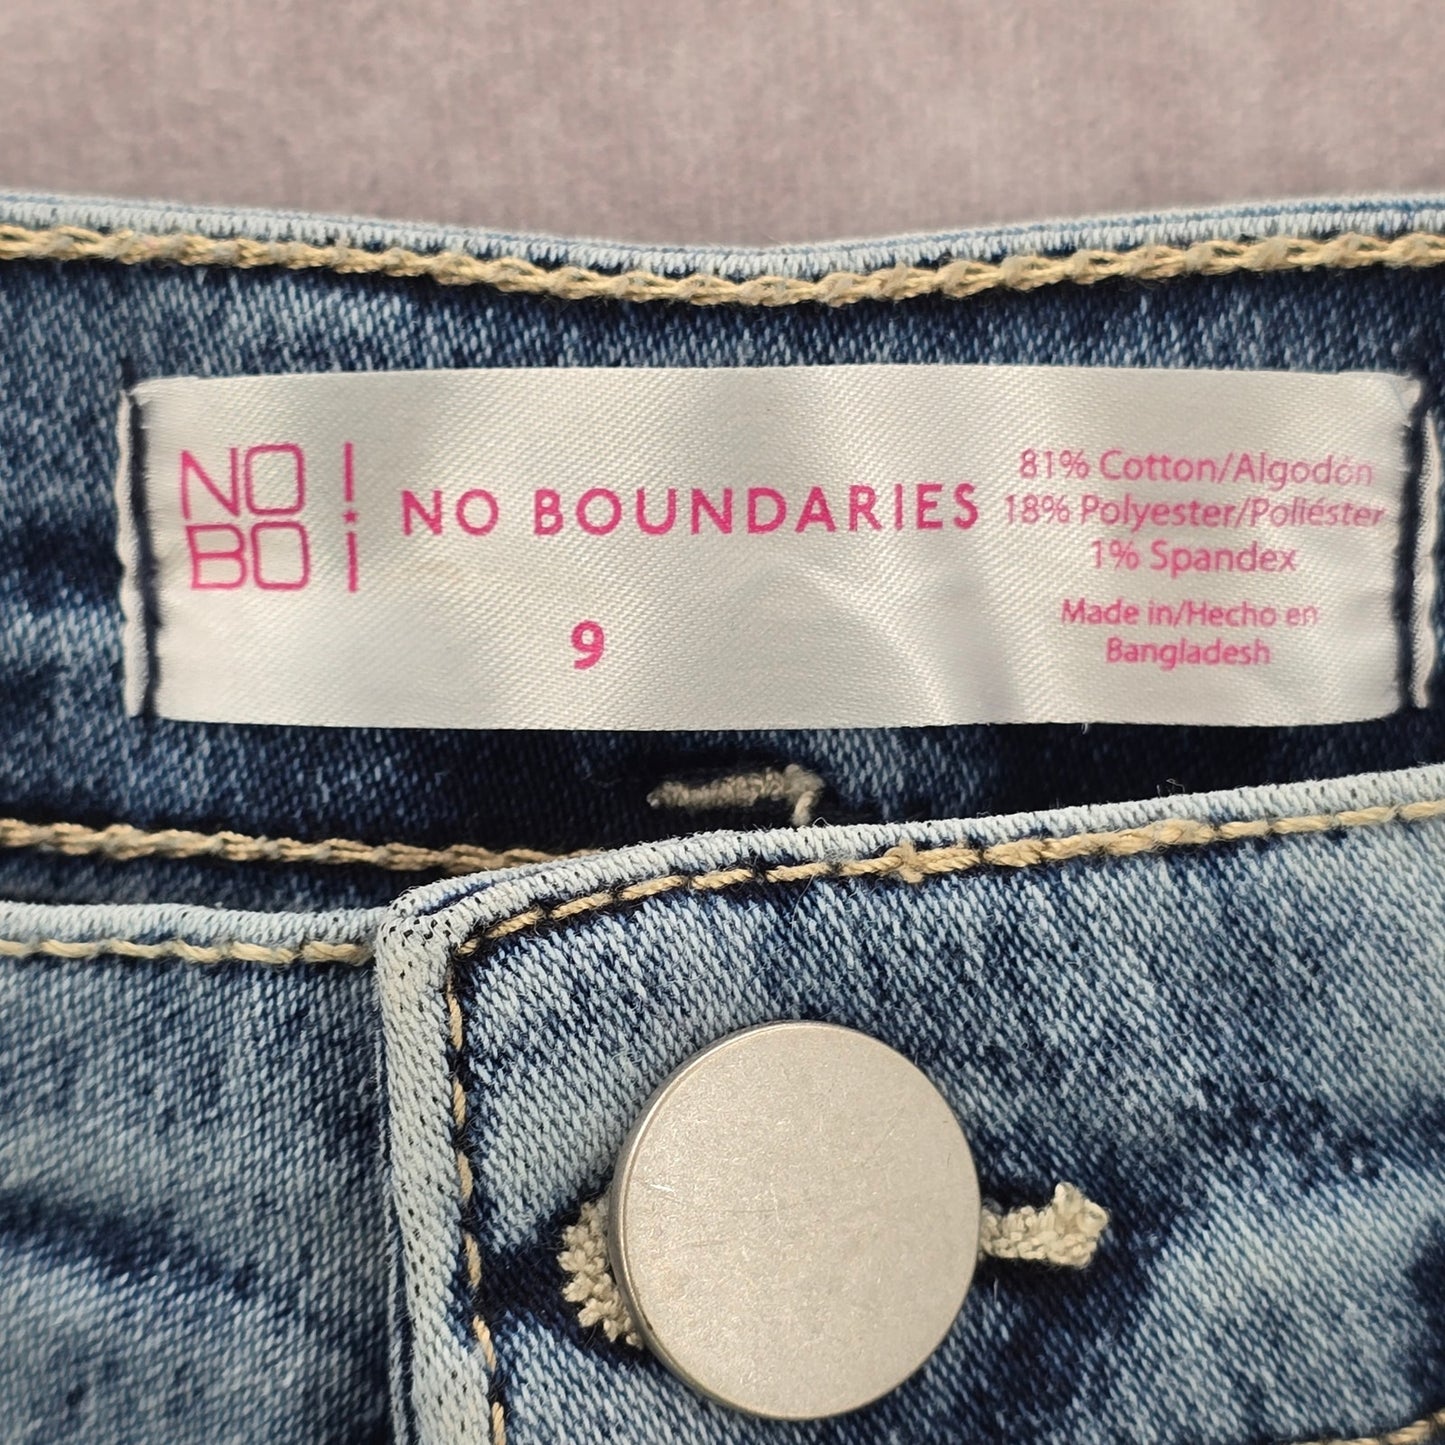 NO
BO
NO BOUNDARIES
9
81% Cotton/Algodón
18% Polyester/Poliéster
1% Spandex
Made in/Hecho en
Bangladesh